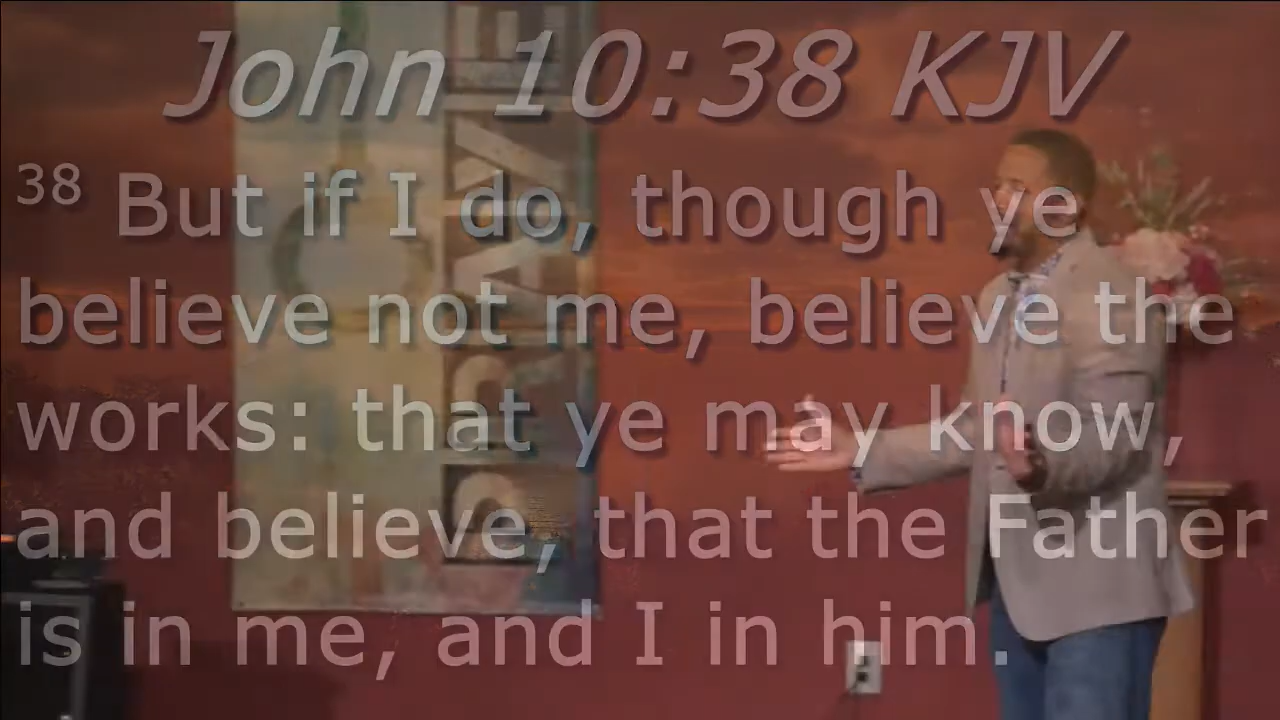 John 10:38 KJV
38 But if I do, though ye
believe not me, believe the
works: that ye may know,
and believe, that the Father
is in me, and I in him.
PRAYE